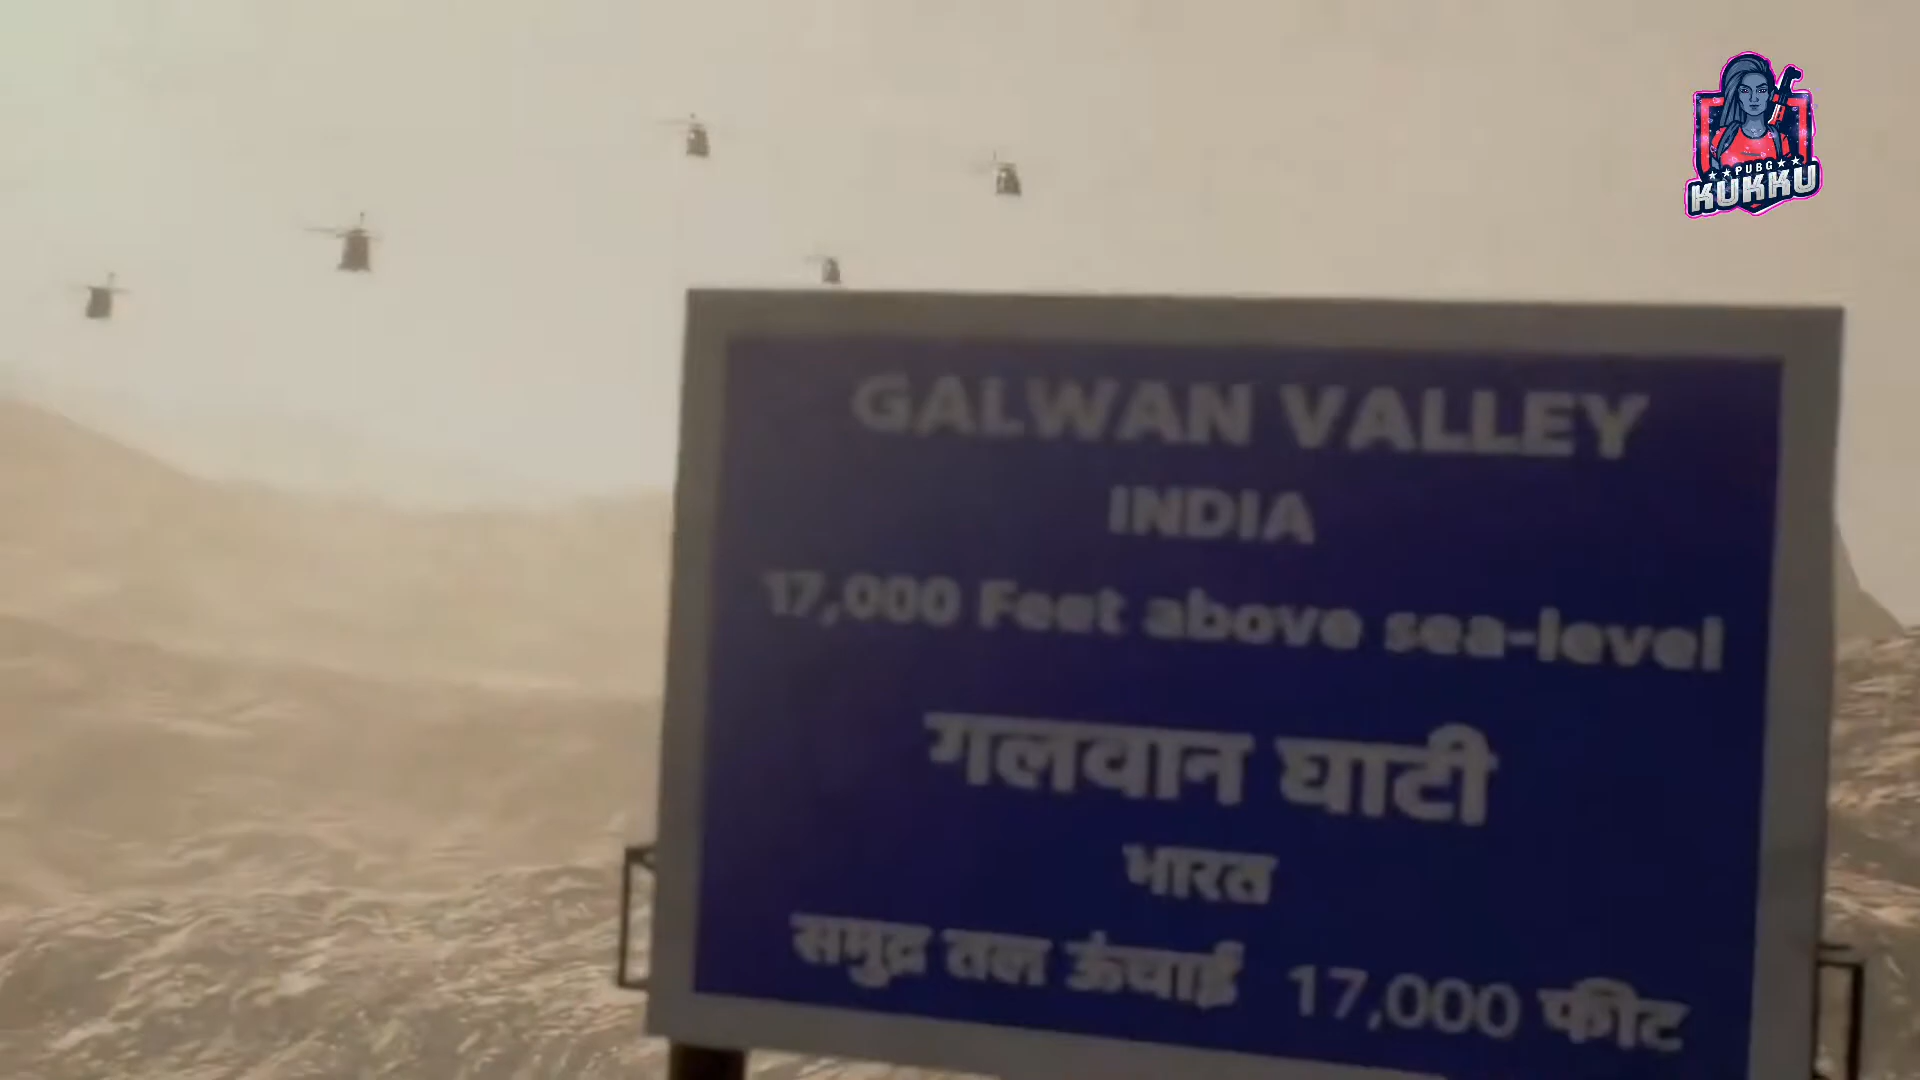 PUBG
KUKKU
GALWAN VALLEY
INDIA
17,000 Feet above sea-level
गलवान घाटी
भारत
समुद्र तल ऊंचाई 17,000 फीट